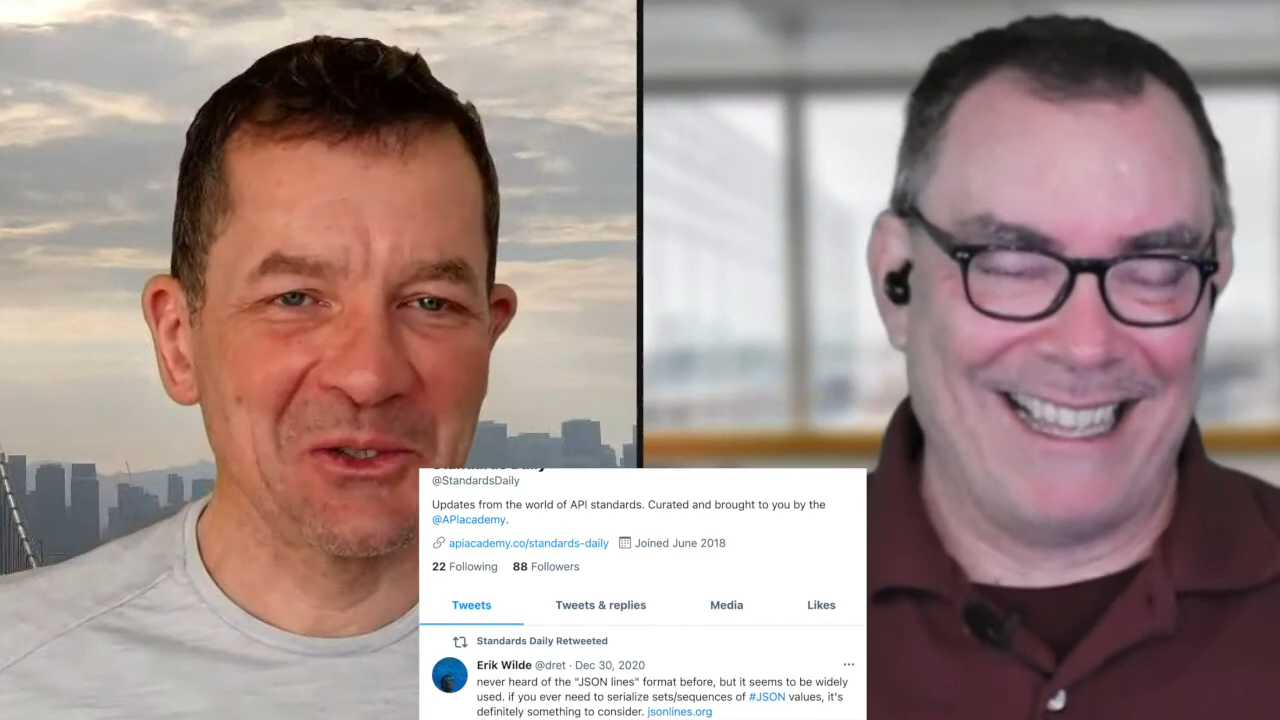 Standards Daily
@StandardsDaily
Updates from the world of API standards. Curated and brought to you by the
@APIacademy.
apiacademy.co/standards-daily Joined June 2018
22 Following 88 Followers
Tweets Tweets & replies Media Likes
Standards Daily Retweeted
Erik Wilde @dret · Dec 30, 2020 ···
never heard of the "JSON lines" format before, but it seems to be widely
used. if you ever need to serialize sets/sequences of #JSON values, it's
definitely something to consider. jsonlines.org